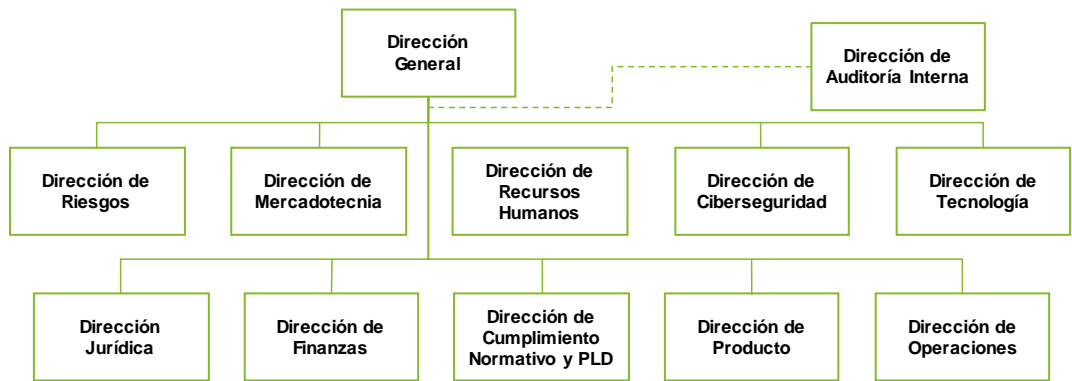 Dirección
General
Dirección de
Auditoría Interna
Dirección de
Riesgos
Dirección de
Mercadotecnia
Dirección de
Recursos
Humanos
Dirección de
Ciberseguridad
Dirección de
Tecnología
Dirección
Jurídica
Dirección de
Finanzas
Dirección de
Cumplimiento
Normativo y PLD
Dirección de
Producto
Dirección de
Operaciones